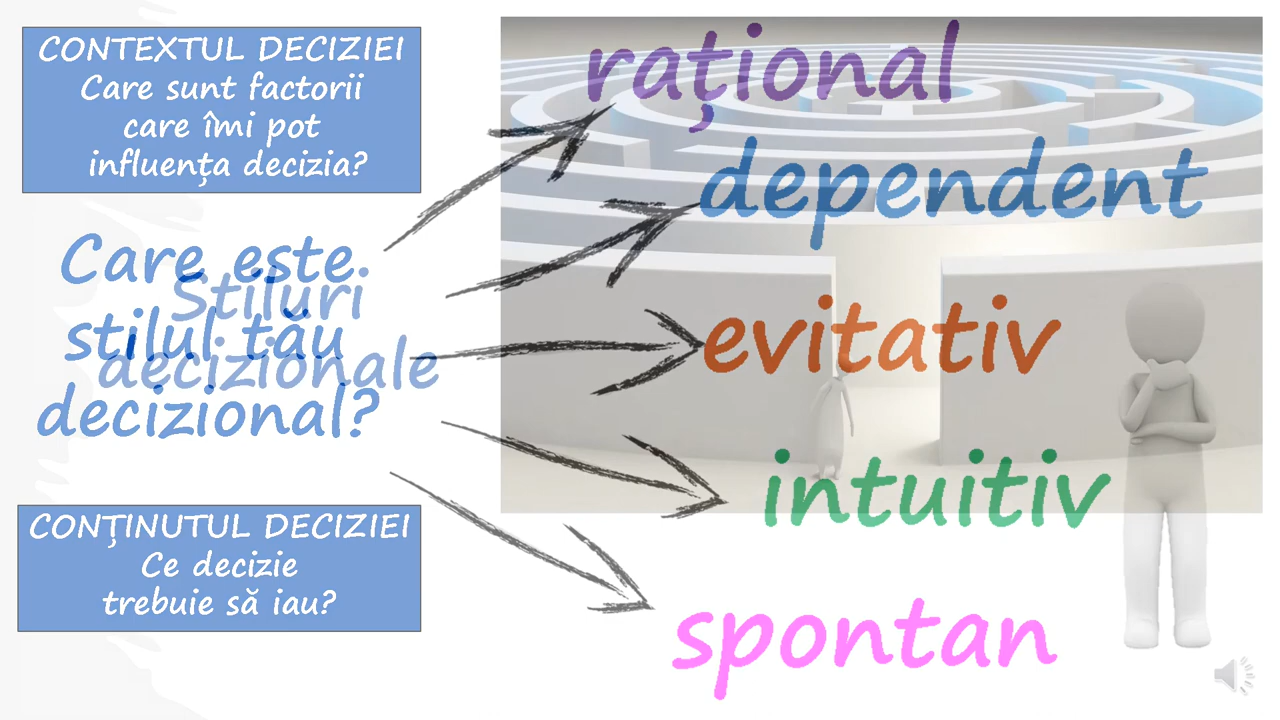 CONTEXTUL DECIZIEI
Care sunt factorii
care îmi pot
influența decizia?
Care este
stilul tău
decizional?
Stiluri
decizionale
CONȚINUTUL DECIZIEI
Ce decizie
trebuie să iau?
rațional
dependent
evitativ
intuitiv
spontan